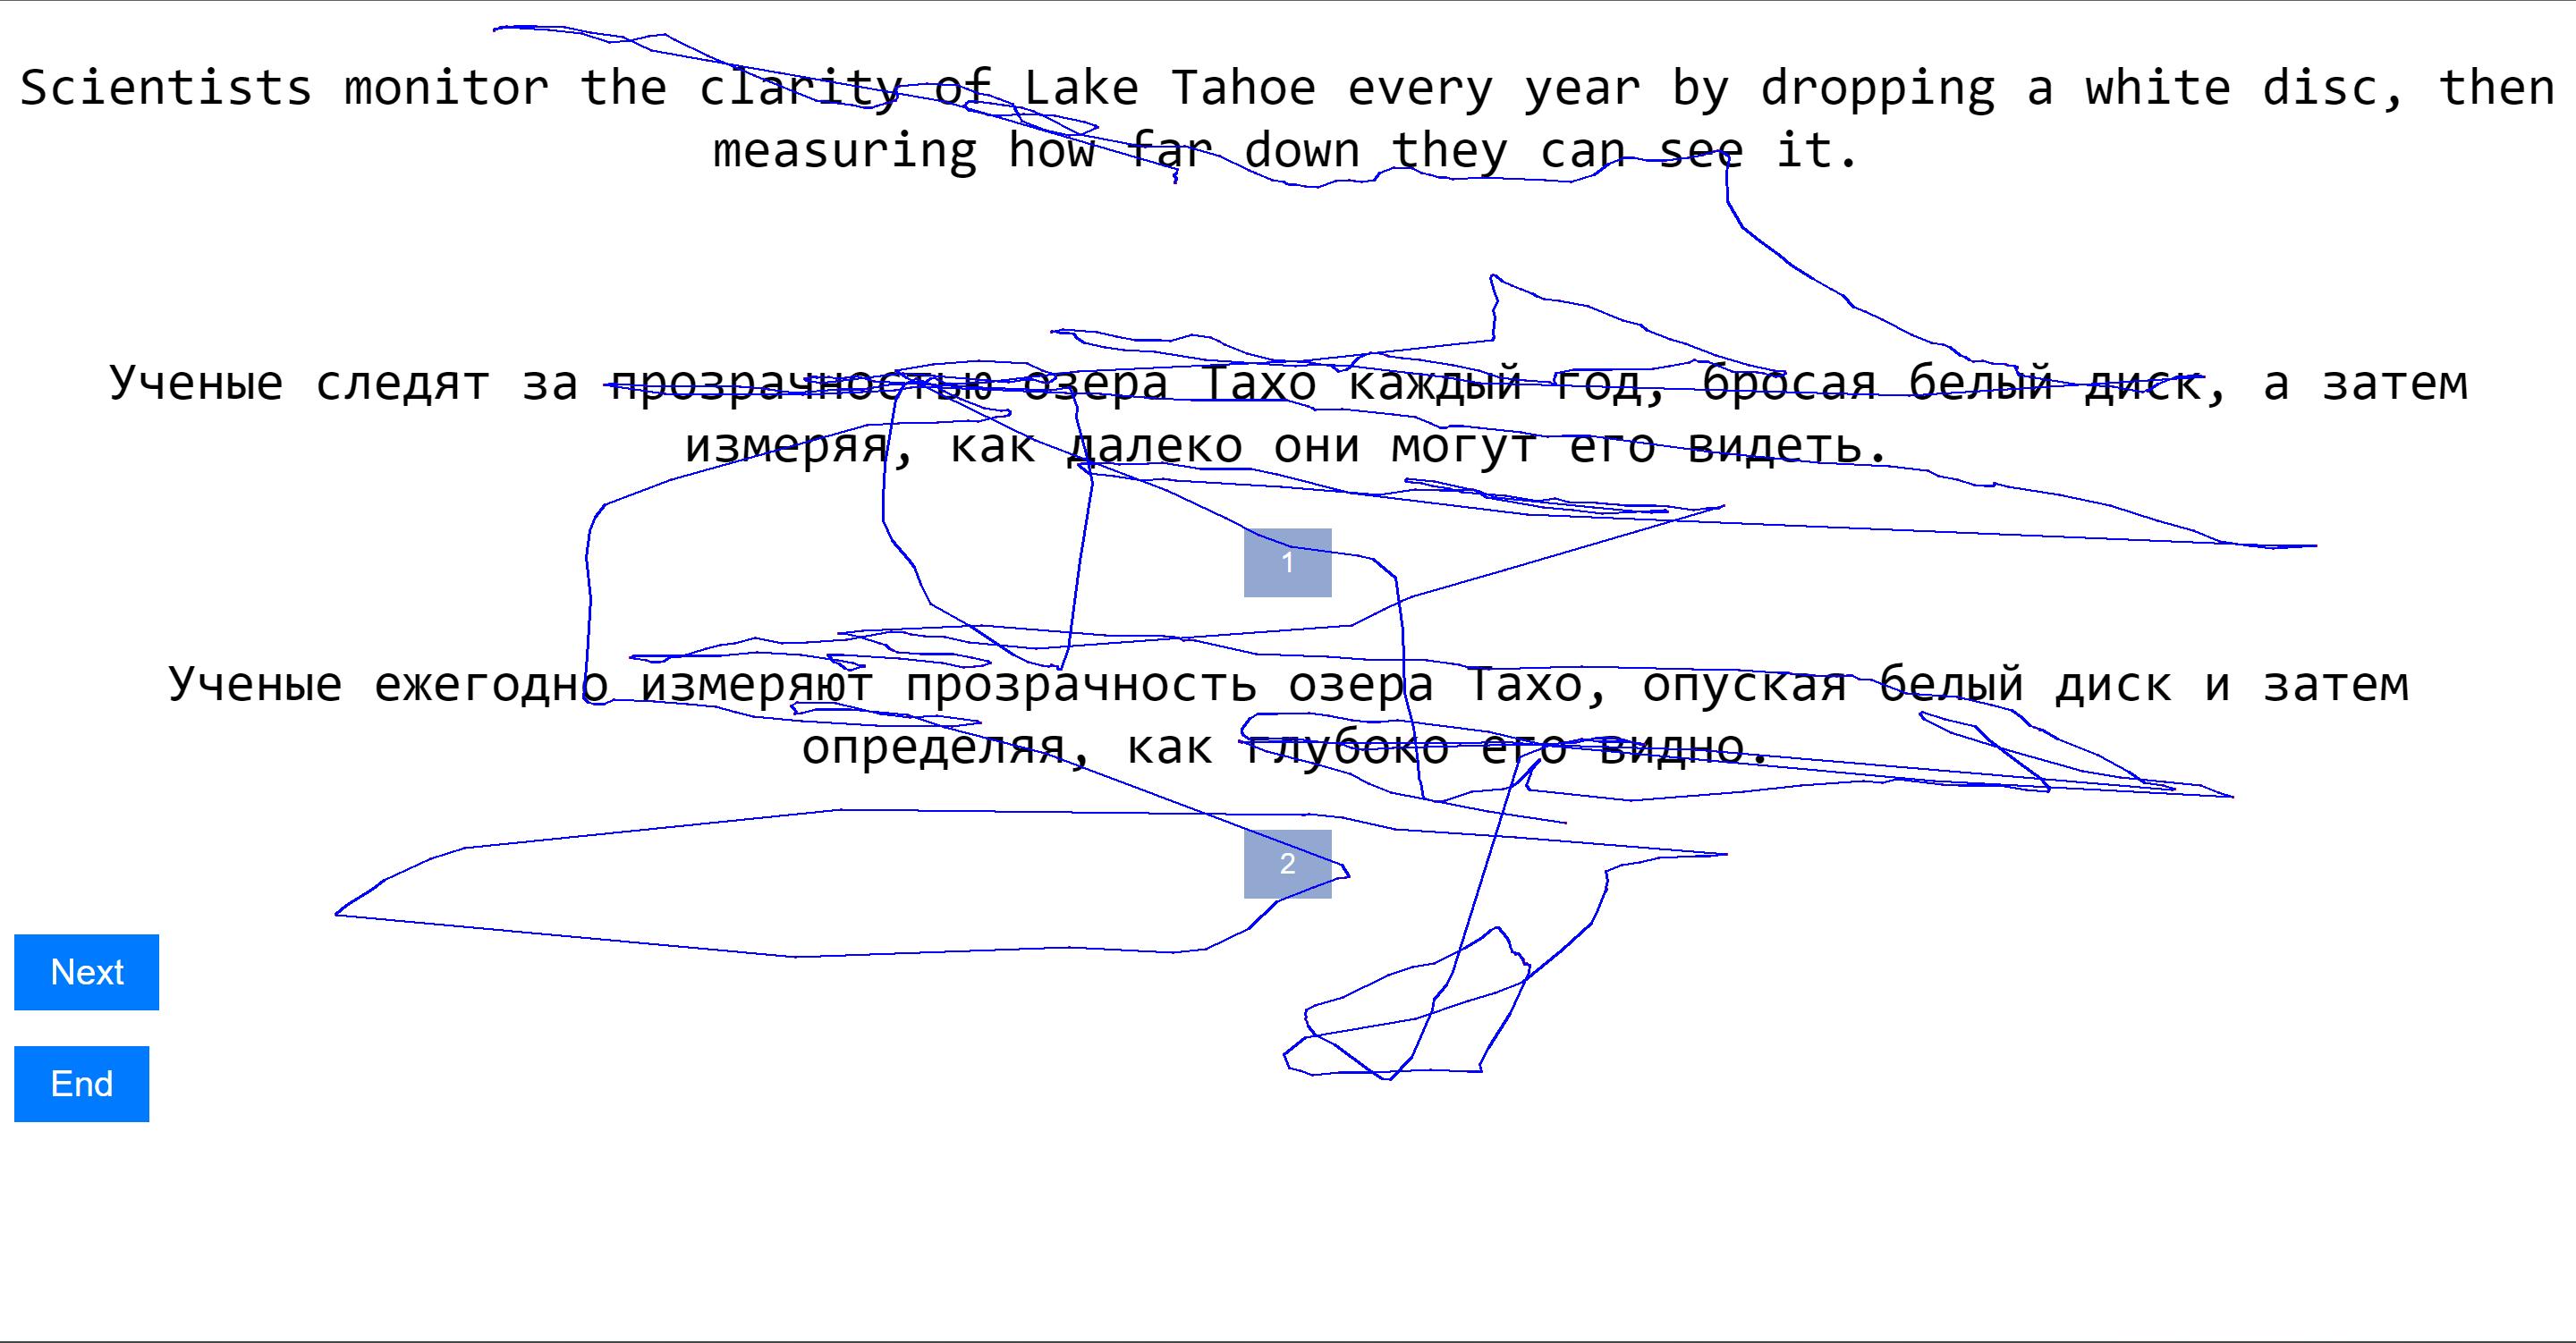 Scientists monitor the clarity of Lake Tahoe every year by dropping a white disc, then
measuring how far down they can see it.
Ученые следят за прозрачностью озера Тахо каждый год, бросая белый диск, а затем
измеряя, как далеко они могут его видеть.
1
Ученые ежегодно измеряют прозрачность озера Тахо, опуская белый диск и затем
определяя, как глубоко его видно.
2
Next
End